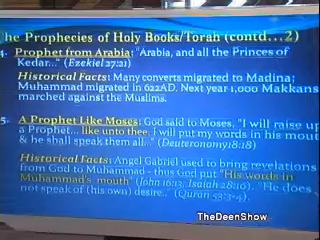 The Prophecies of Holy Books/Torah (contd...2)
4- Prophet from Arabia: "Arabia, and all the Princes of
Kedar..." (Ezekiel 27:21)
Historical Facts: Many converts migrated to Madina;
Muhammad migrated in 622AD. Next year 1,000 Makkans
marched against the Muslims.
5- A Prophet Like Moses: God said to Moses, "I will raise up
a Prophet... like unto thee, I will put my words in his mouth
& he shall speak them all.." (Deuteronomy18:18)
Historical Facts: Angel Gabriel used to bring revelations
from God to Muhammad - thus God put "His words in
Muhammad's mouth" (John 16:13, Isaiah 28:16). "He does
not speak of (his own) desire.." (Quran 53:3-4).
TheDeenShow